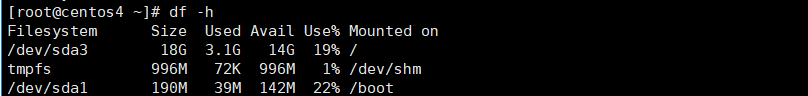 [root@centos4 ~]# df -h
Filesystem      Size  Used Avail Use% Mounted on
/dev/sda3        18G  3.1G   14G  19% /
tmpfs           996M   72K  996M   1% /dev/shm
/dev/sda1       190M   39M  142M  22% /boot